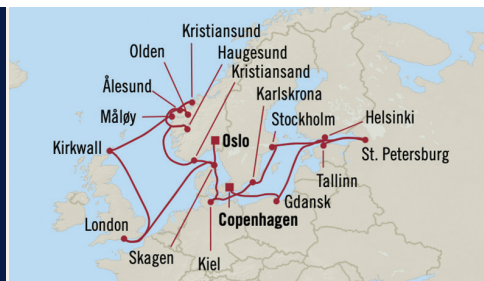 Kristiansund
Olden
Haugesund
Kristiansand
Ålesund
Karlskrona
Måløy
Stockholm
Helsinki
Kirkwall
Oslo
St. Petersburg
Tallinn
London
Gdansk
Copenhagen
Skagen
Kiel